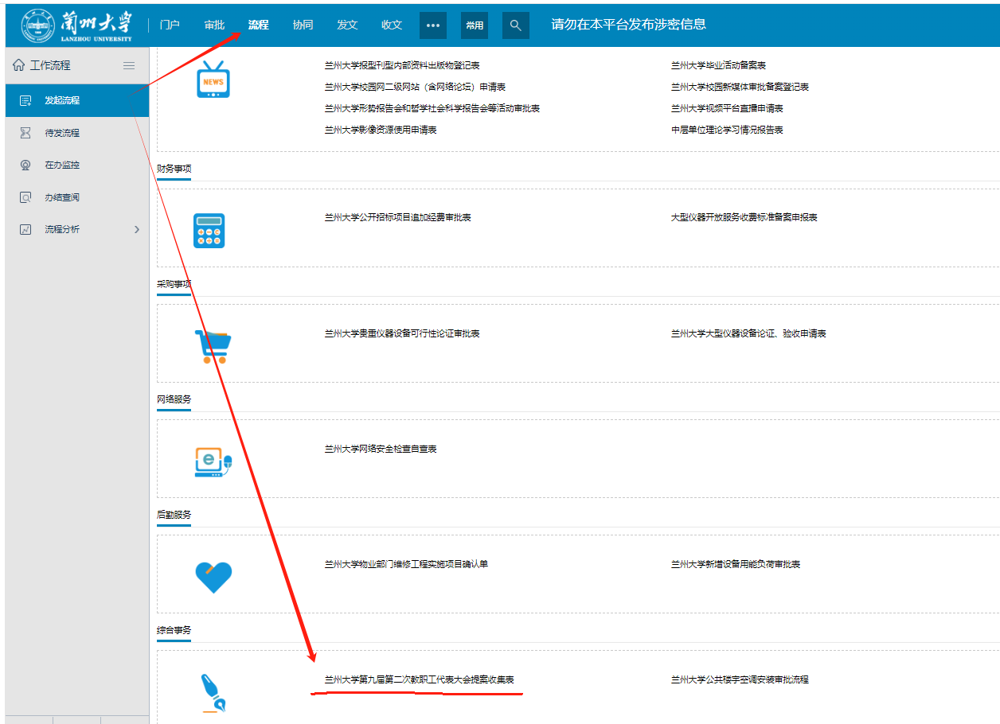 兰州大学
LANZHOU UNIVERSITY
门户 审批 流程 协同 发文 收文 ••• 常用 请勿在本平台发布涉密信息
工作流程
发起流程
待发流程
在办监控
办结查阅
流程分析
NEWS
兰州大学报型刊型内部资料出版物登记表 兰州大学毕业活动备案表
兰州大学校园网二级网站（含网络论坛）申请表 兰州大学校园新媒体审批备案登记表
兰州大学形势报告会和哲学社会科学报告会等活动审批表 兰州大学视频平台直播申请表
兰州大学影像资源使用申请表 中层单位理论学习情况报告表
财务事项
兰州大学公开招标项目追加经费审批表 大型仪器开放服务收费标准备案申报表
采购事项
兰州大学贵重仪器设备可行性论证审批表 兰州大学大型仪器设备论证、验收申请表
网络服务
兰州大学网络安全检查自查表
后勤服务
兰州大学物业部门维修工程实施项目确认单 兰州大学新增设备用能负荷审批表
综合事务
兰州大学第九届第二次教职工代表大会提案收集表 兰州大学公共楼宇空调安装审批流程